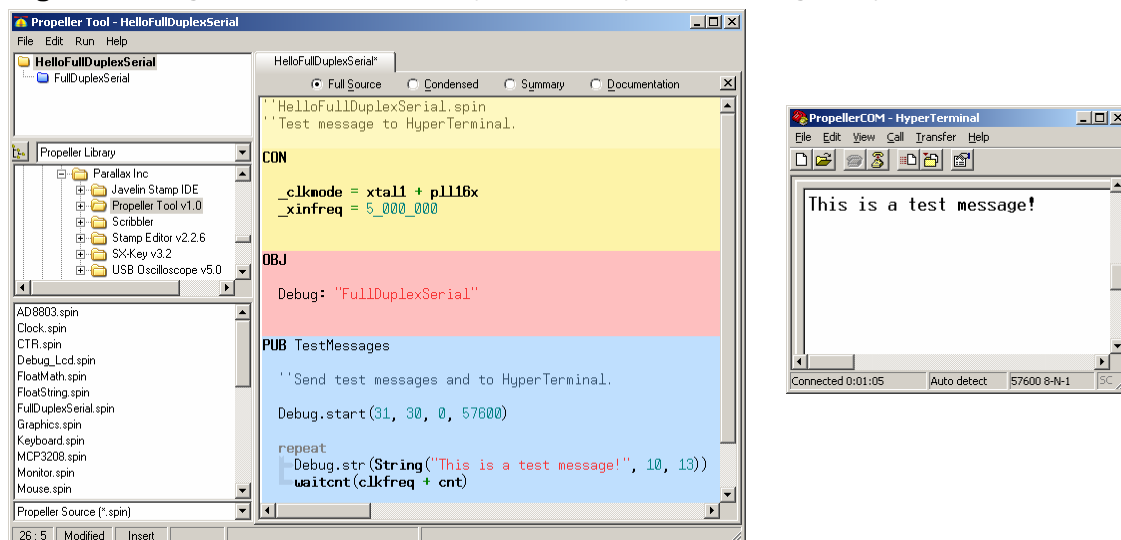 Propeller Tool - HelloFullDuplexSerial
File Edit Run Help
HelloFullDuplexSerial
FullDuplexSerial
Propeller Library
Parallax Inc
Javelin Stamp IDE
Propeller Tool v1.0
Scribbler
Stamp Editor v2.2.6
SX-Key v3.2
USB Oscilloscope v5.0
AD8803.spin
Clock.spin
CTR.spin
Debug_Lcd.spin
FloatMath.spin
FloatString.spin
FullDuplexSerial.spin
Graphics.spin
Keyboard.spin
MCP3208.spin
Monitor.spin
Mouse.spin
Propeller Source (*.spin)
26 : 5 Modified Insert
HelloFullDuplexSerial*
Full Source Condensed Summary Documentation
''HelloFullDuplexSerial.spin
''Test message to HyperTerminal.
CON
_clkmode = xtal1 + pll16x
_xinfreq = 5_000_000
OBJ
Debug: "FullDuplexSerial"
PUB TestMessages
''Send test messages and to HyperTerminal.
Debug.start(31, 30, 0, 57600)
repeat
Debug.str(String("This is a test message!", 10, 13))
waitcnt(clkfreq + cnt)
PropellerCOM - HyperTerminal
File Edit View Call Transfer Help
This is a test message!
Connected 0:01:05 Auto detect 57600 8-N-1 SC